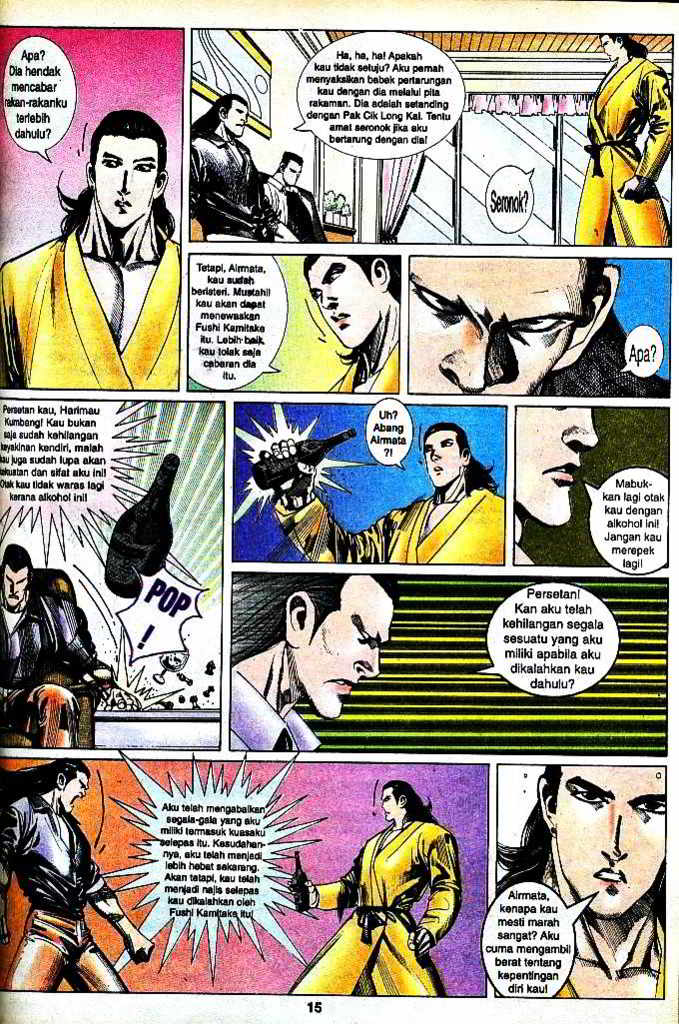 Apa?
Dia hendak
mencabar
rakan-rakanku
terlebih
dahulu?
Ha, ha, ha! Apakah
kau tidak setuju? Aku pernah
menyaksikan babak pertarungan
kau dengan dia melalui pita
rakaman. Dia adalah setanding
dengan Pak Cik Long Kai. Tentu
amat seronok jika aku
bertarung dengan dia!
Seronok?
Tetapi, Airmata,
kau sudah
beristeri. Mustahil
kau akan dapat
menewaskan
Fushi Kamitake
itu. Lebih baik
kau tolak saja
cabaran dia
itu.
Apa?
Persetan kau, Harimau
Kumbang! Kau bukan
saja sudah kehilangan
keyakinan kendiri, malah
kau juga sudah lupa akan
kekuatan dan sifat aku ini!
Otak kau tidak waras lagi
kerana alkohol ini!
POP
!
Uh?
Abang
Airmata
?!
Mabuk-
kan lagi otak
kau dengan
alkohol ini!
Jangan kau
merepek
lagi!
Persetan!
Kan aku telah
kehilangan segala
sesuatu yang aku
miliki apabila aku
dikalahkan kau
dahulu?
Aku telah mengabaikan
segala-gala yang aku
miliki termasuk kuasaku
selepas itu. Kesudahan-
nya, aku telah menjadi
lebih hebat sekarang.
Akan tetapi, kau telah
menjadi najis selepas
kau dikalahkan oleh
Fushi Kamitake itu!
Airmata,
kenapa kau
mesti marah
sangat? Aku
cuma mengambil
berat tentang
kepentingan
diri kau!
15